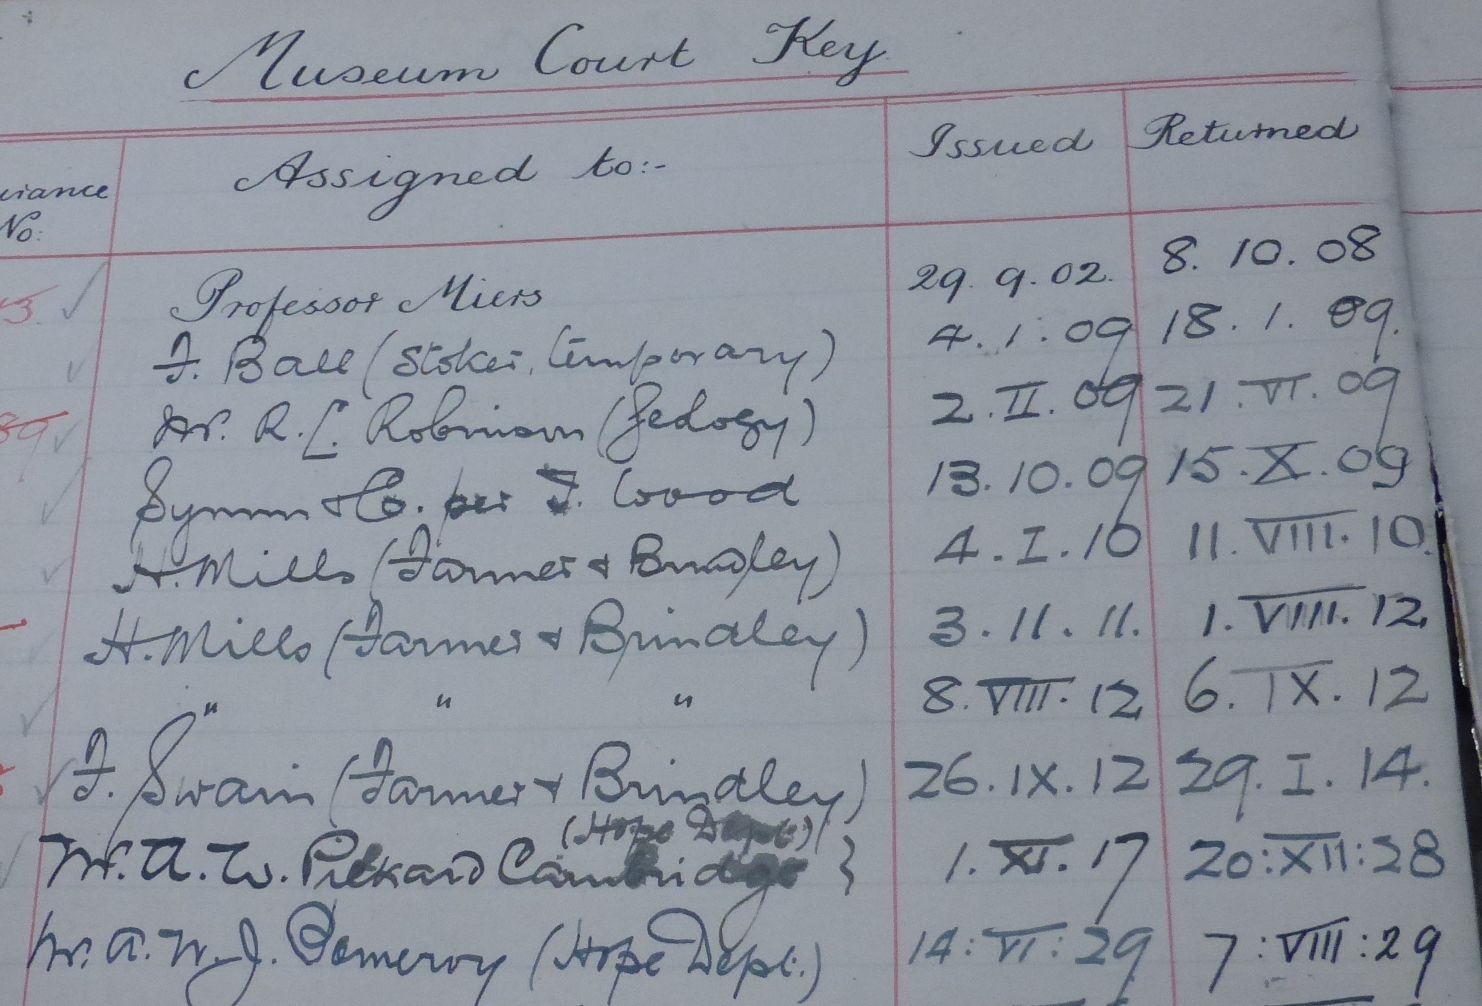 Museum Court Key
No: Assigned to:- Issued Returned
Professor Miers 29. 9. 02. 8. 10. 08
F. Ball (Stoker, temporary) 4. 1. 09 18. 1. 09.
Mr. R. L. Robinson (Geology) 2. II. 09 21. VI. 09
Symm & Co. per F. Wood 13. 10. 09 15. X. 09
H. Mills (Farmer & Brindley) 4. I. 10 11. VIII. 10.
H. Mills (Farmer & Brindley) 3. 11. 11. 1. VIII. 12.
" " " 8. VIII. 12 6. IX. 12
F. Swain (Farmer & Brindley) 26. IX. 12 29. I. 14.
(Hope Dept.)
Mr. A. W. Pickard Cambridge } 1. XI. 17 20:XII:28
Mr. A. W. J. Pomeroy (Hope Dept.) 14:VI:29 7:VIII:29